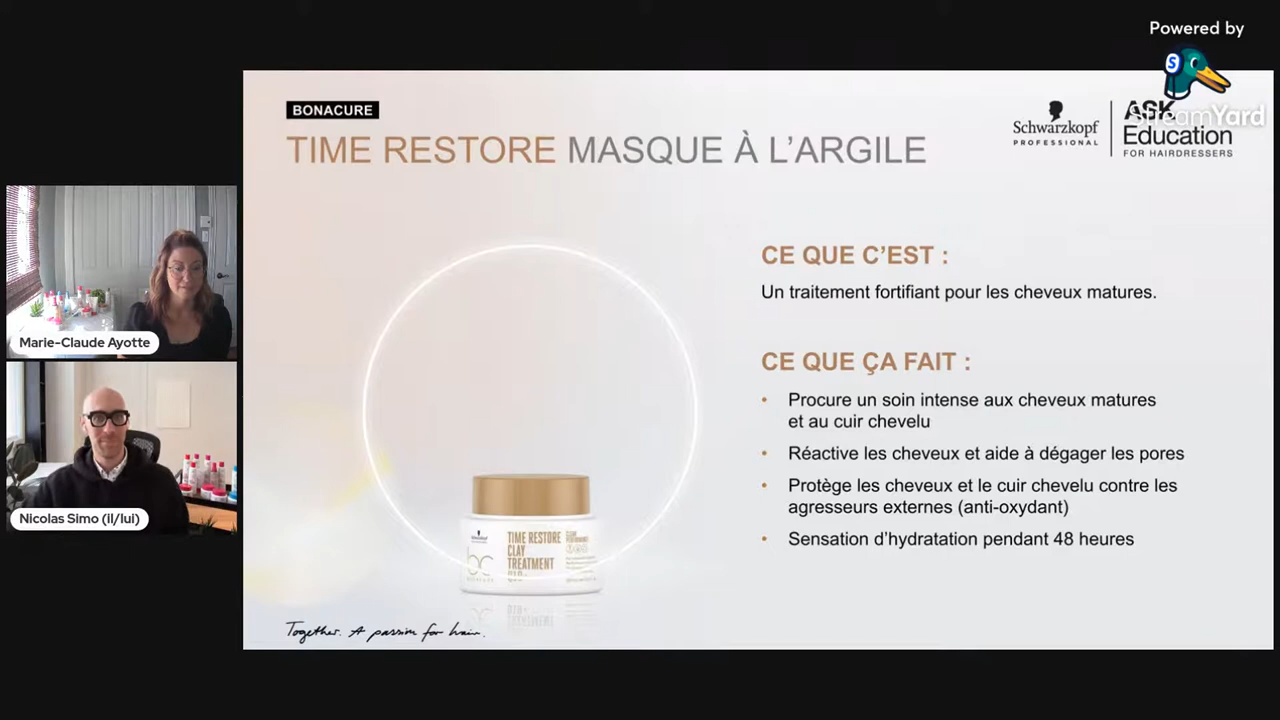 Powered by
S
StreamYard
BONACURE
TIME RESTORE MASQUE À L’ARGILE
Schwarzkopf
PROFESSIONAL
ASK
Education
FOR HAIRDRESSERS
CE QUE C’EST :
Un traitement fortifiant pour les cheveux matures.
CE QUE ÇA FAIT :
• Procure un soin intense aux cheveux matures
et au cuir chevelu
• Réactive les cheveux et aide à dégager les pores
• Protège les cheveux et le cuir chevelu contre les
agresseurs externes (anti-oxydant)
• Sensation d’hydratation pendant 48 heures
Marie-Claude Ayotte
Nicolas Simo (il/lui)
bc
TIME RESTORE
CLAY
TREATMENT
Together. A passion for hair.